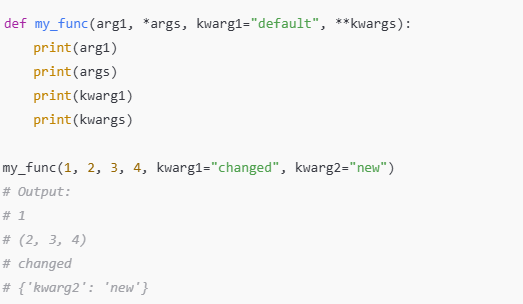 def my_func(arg1, *args, kwarg1="default", **kwargs):
    print(arg1)
    print(args)
    print(kwarg1)
    print(kwargs)

my_func(1, 2, 3, 4, kwarg1="changed", kwarg2="new")
# Output:
# 1
# (2, 3, 4)
# changed
# {'kwarg2': 'new'}